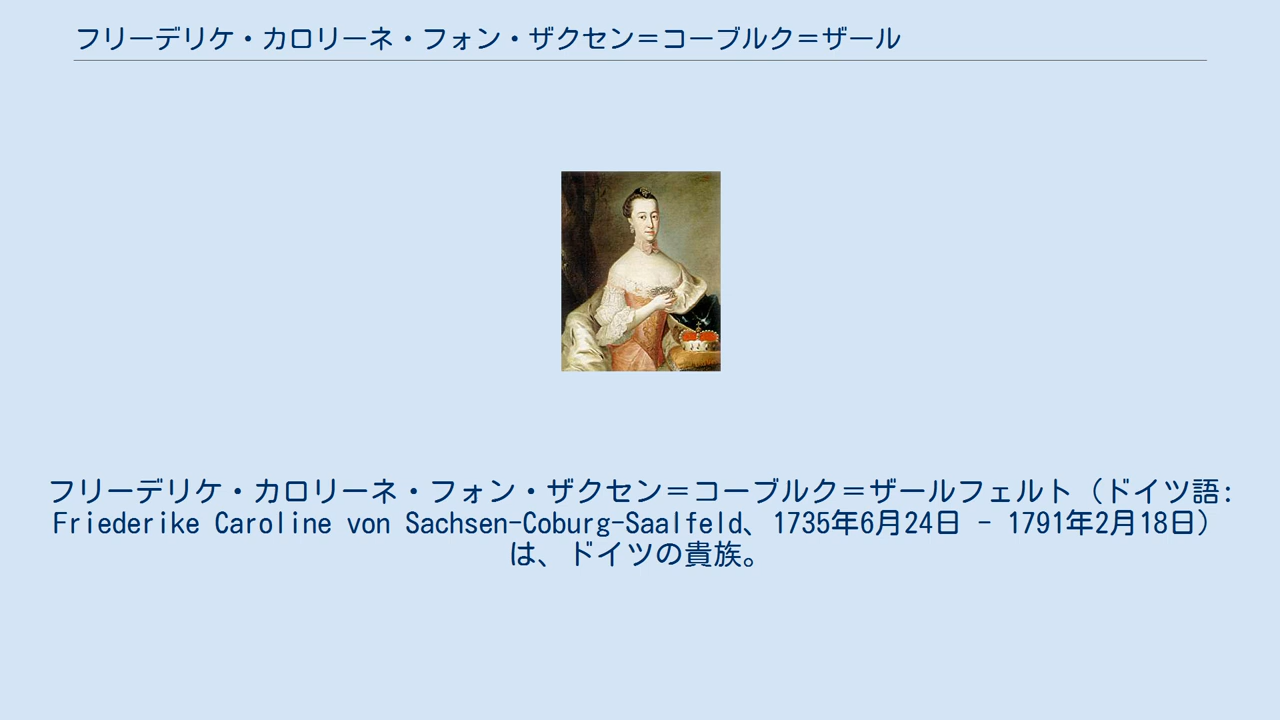 フリーデリケ・カロリーネ・フォン・ザクセン＝コーブルク＝ザール
フリーデリケ・カロリーネ・フォン・ザクセン＝コーブルク＝ザールフェルト（ドイツ語:
Friederike Caroline von Sachsen-Coburg-Saalfeld、1735年6月24日 - 1791年2月18日）
は、ドイツの貴族。